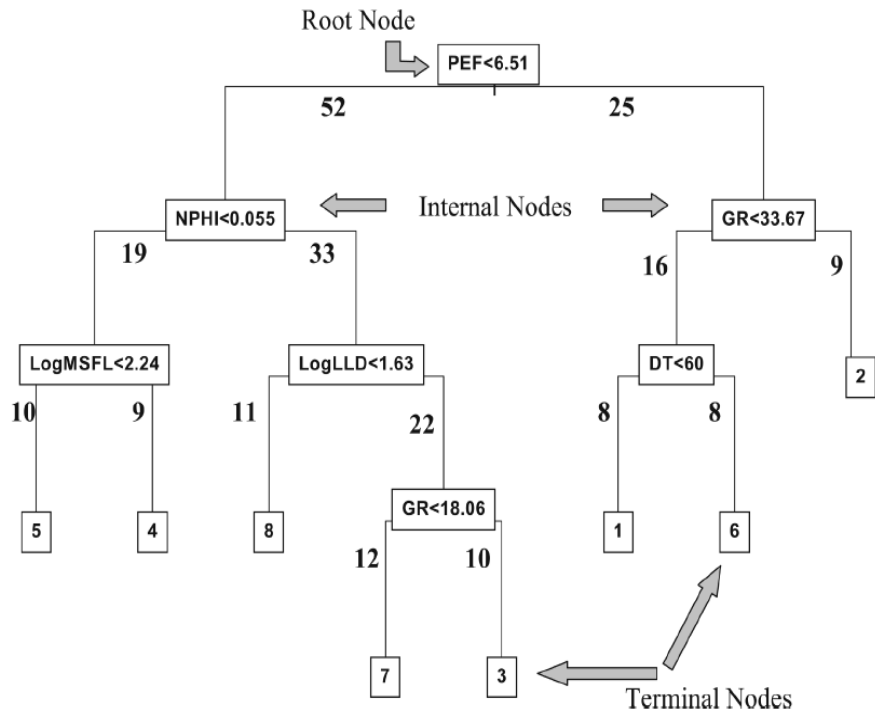 Root Node
PEF<6.51
52
25
NPHI<0.055
Internal Nodes
GR<33.67
19
33
16
9
LogMSFL<2.24
LogLLD<1.63
DT<60
2
10
9
11
22
8
8
5
4
8
GR<18.06
1
6
12
10
7
3
Terminal Nodes